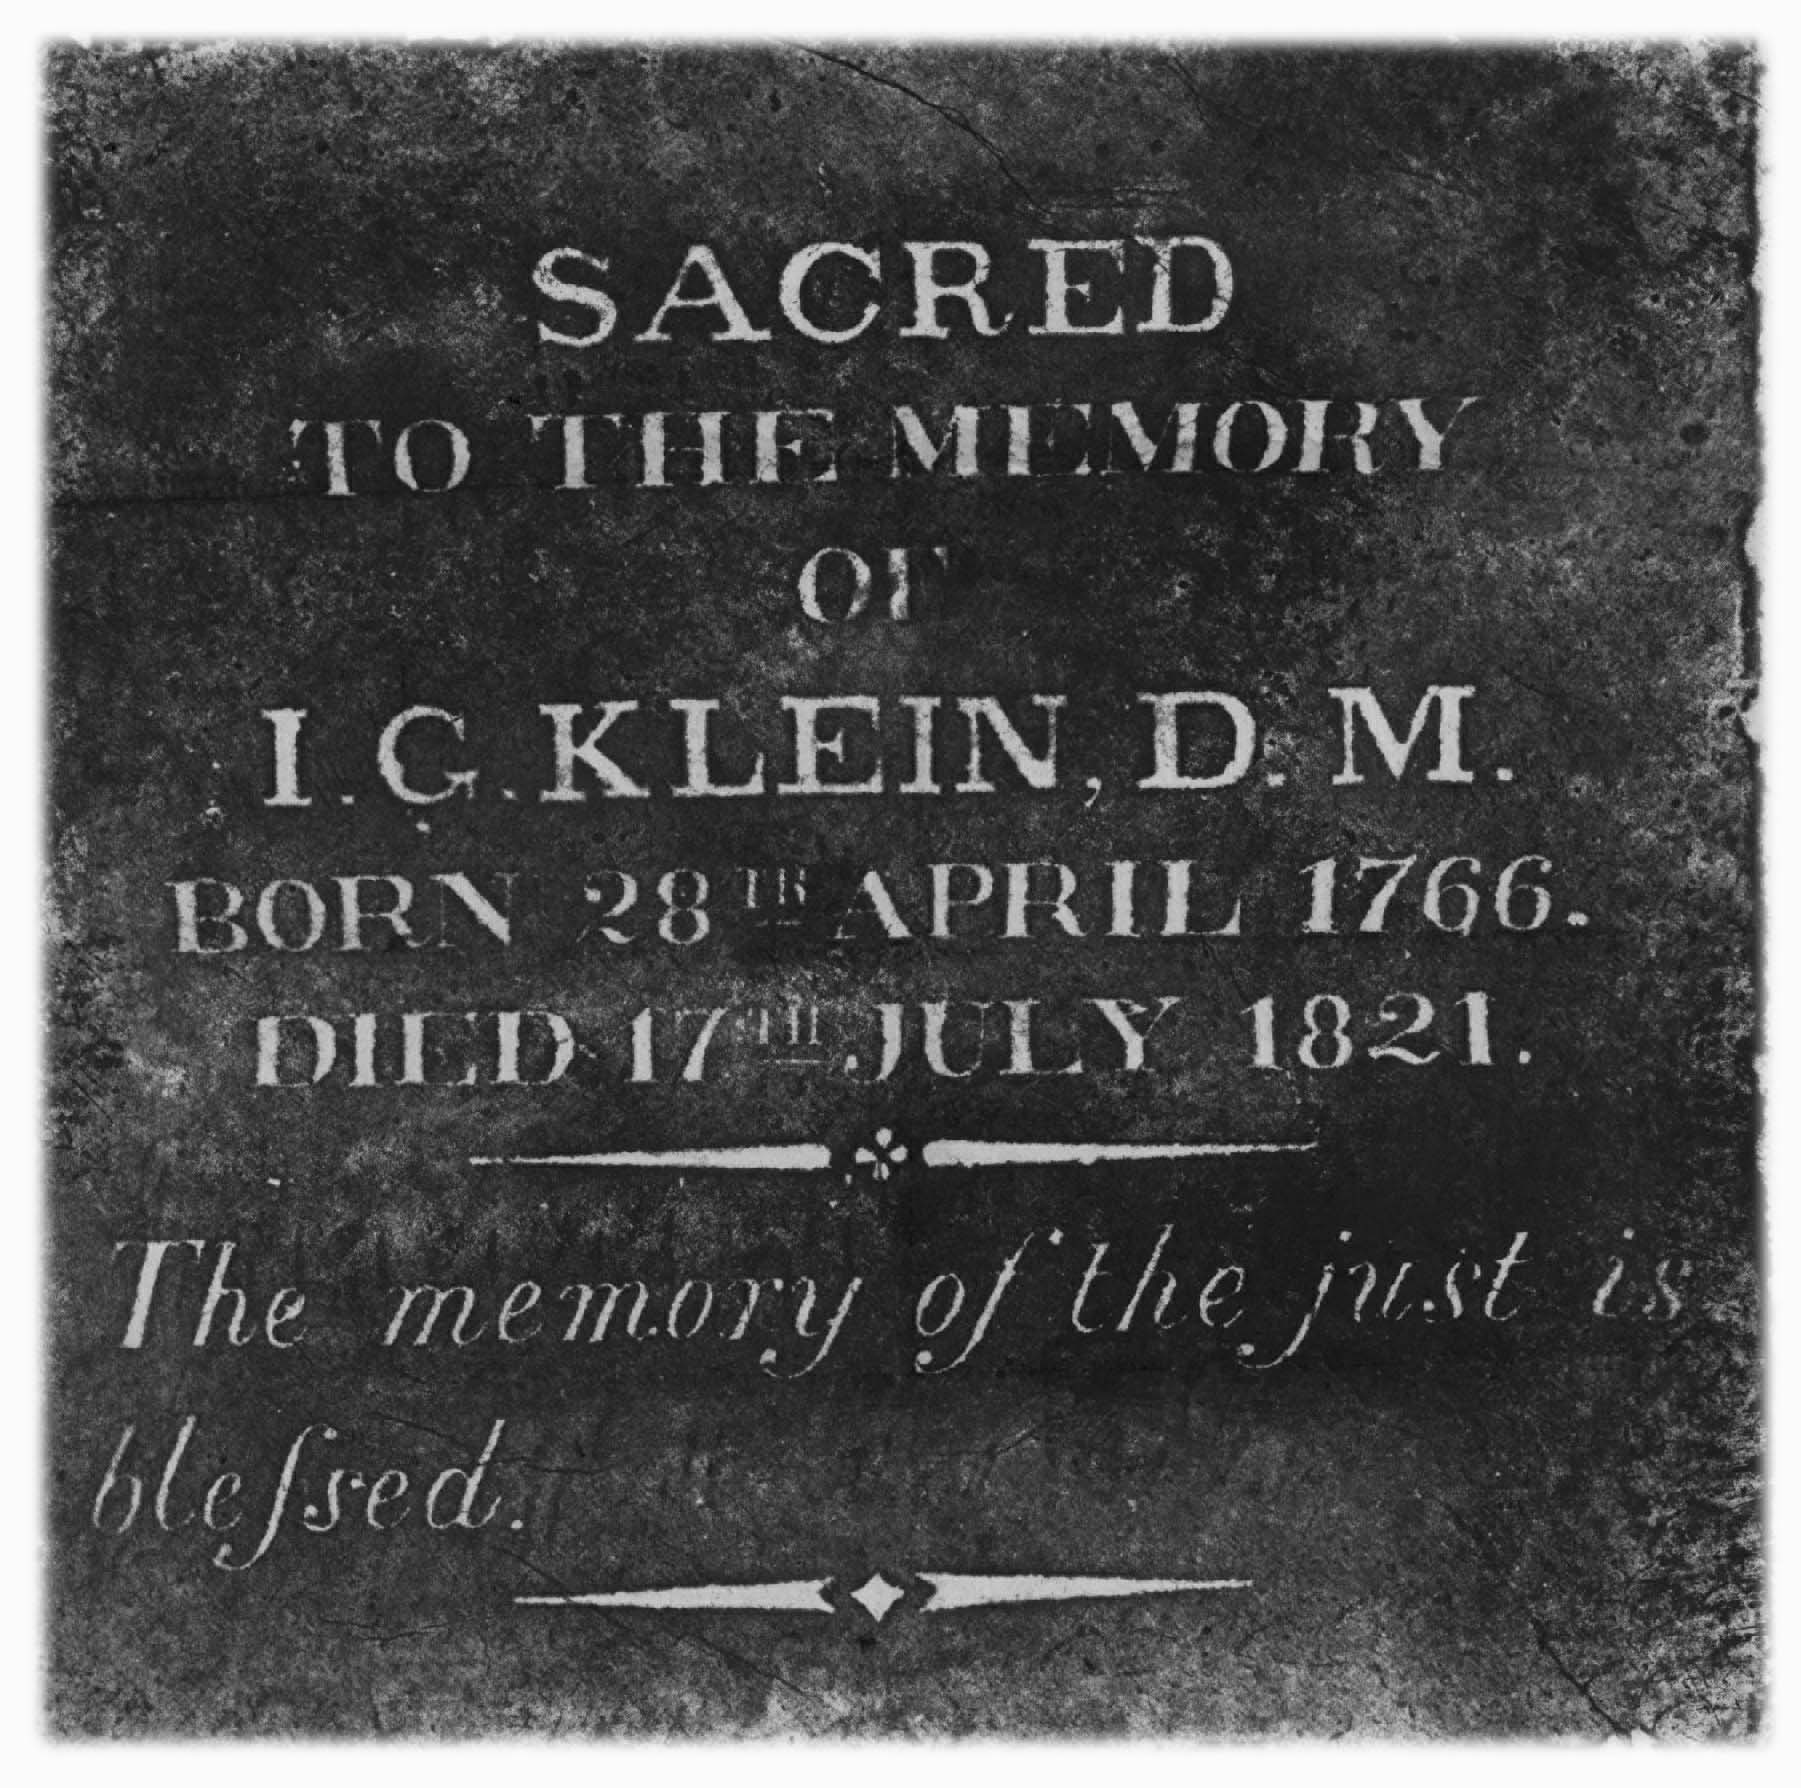 SACRED
TO THE MEMORY
OF
I. G. KLEIN, D. M.
BORN 28TH APRIL 1766.
DIED 17TH JULY 1821.
The memory of the just is
bleſsed.